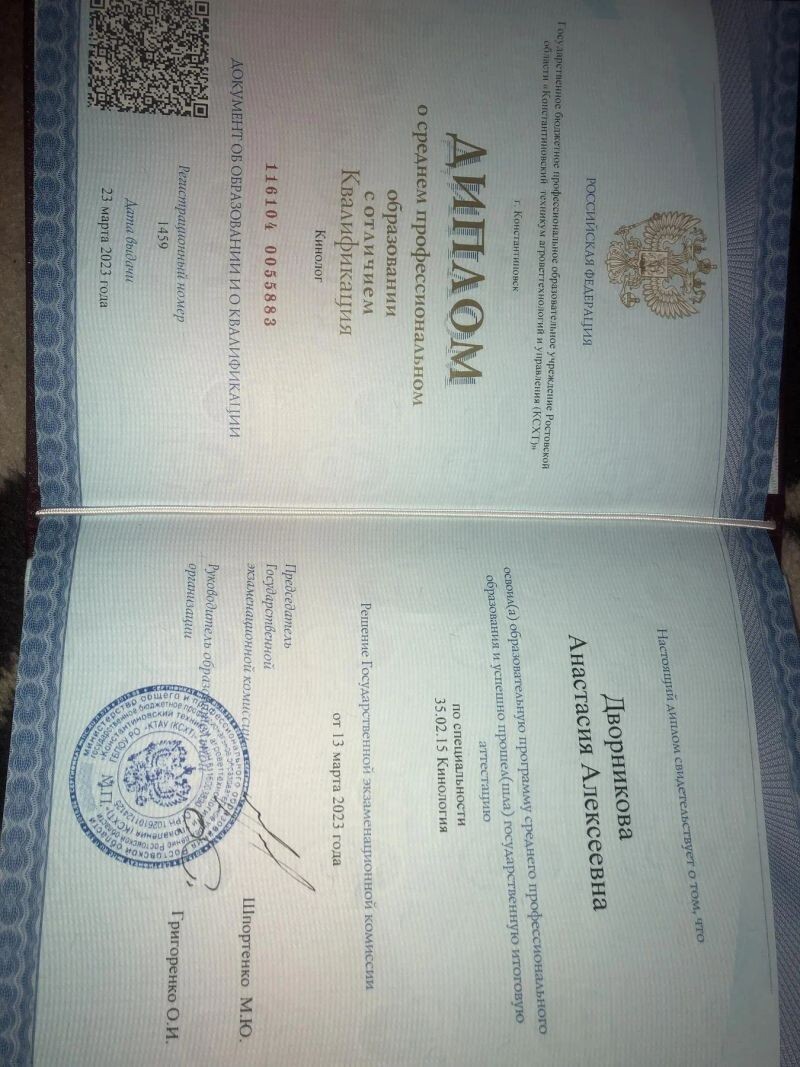 РОССИЙСКАЯ ФЕДЕРАЦИЯ
Государственное бюджетное профессиональное образовательное учреждение Ростовской
области «Константиновский техникум агроветтехнологий и управления (КСХТ)»
г. Константиновск
ДИПЛОМ
о среднем профессиональном
образовании
с отличием
Квалификация
Кинолог
116104 0055883
ДОКУМЕНТ ОБ ОБРАЗОВАНИИ И О КВАЛИФИКАЦИИ
Регистрационный номер
1459
Дата выдачи
23 марта 2023 года
Настоящий диплом свидетельствует о том, что
Дворникова
Анастасия Алексеевна
освоил(а) образовательную программу среднего профессионального
образования и успешно прошел(шла) государственную итоговую
аттестацию
по специальности
35.02.15 Кинология
Решение Государственной экзаменационной комиссии
от 13 марта 2023 года
Председатель
Государственной
экзаменационной комиссии
Шпортенко М.Ю.
Руководитель
организации
Григоренко О.И.
М.П.